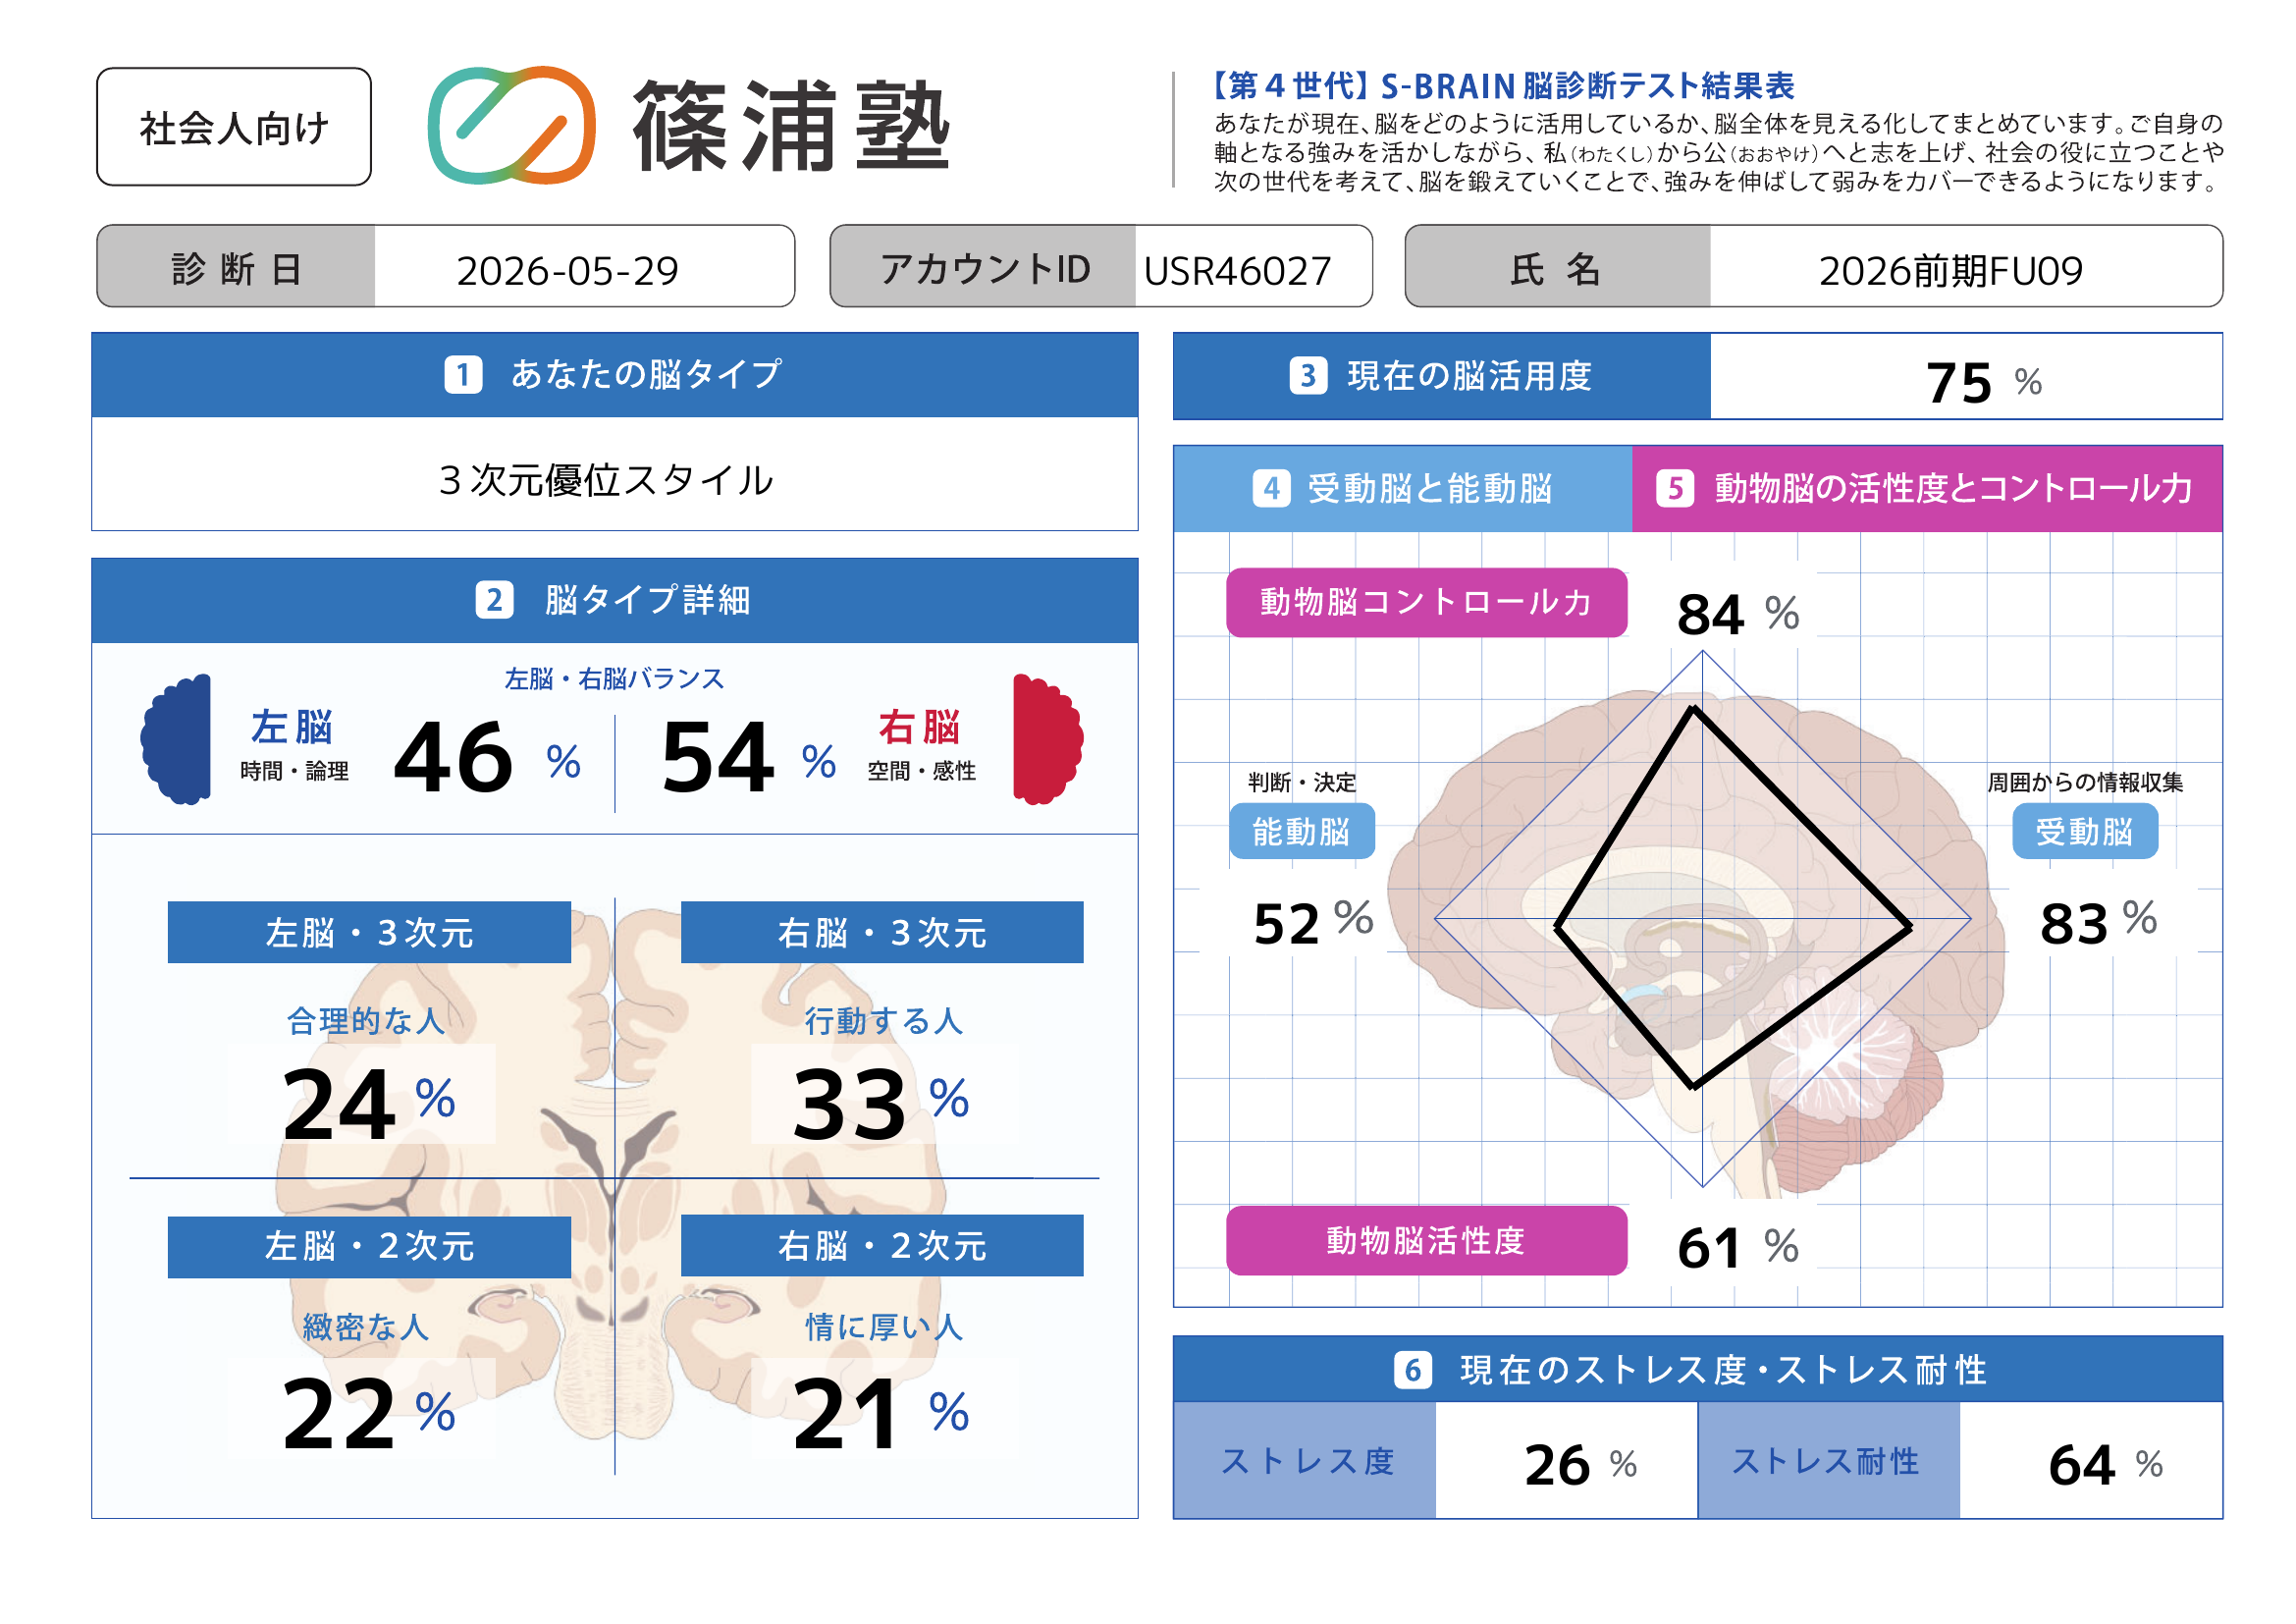 社会人向け
篠浦塾
【第4世代】S-BRAIN 脳診断テスト結果表
あなたが現在、脳をどのように活用しているか、脳全体を見える化してまとめています。ご自身の
軸となる強みを活かしながら、私（わたくし）から公（おおやけ）へと志を上げ、社会の役に立つことや
次の世代を考えて、脳を鍛えていくことで、強みを伸ばして弱みをカバーできるようになります。
診断日 2026-05-29
アカウントID USR46027
氏名 2026前期FU09
1 あなたの脳タイプ
３次元優位スタイル
2 脳タイプ詳細
左脳・右脳バランス
左脳
時間・論理
46 %
54 %
右脳
空間・感性
左脳・3次元
合理的な人
24 %
右脳・3次元
行動する人
33 %
左脳・2次元
緻密な人
22 %
右脳・2次元
情に厚い人
21 %
3 現在の脳活用度 75 %
4 受動脳と能動脳
5 動物脳の活性度とコントロール力
動物脳コントロール力 84 %
判断・決定
能動脳
52 %
周囲からの情報収集
受動脳
83 %
動物脳活性度 61 %
6 現在のストレス度・ストレス耐性
ストレス度 26 %
ストレス耐性 64 %